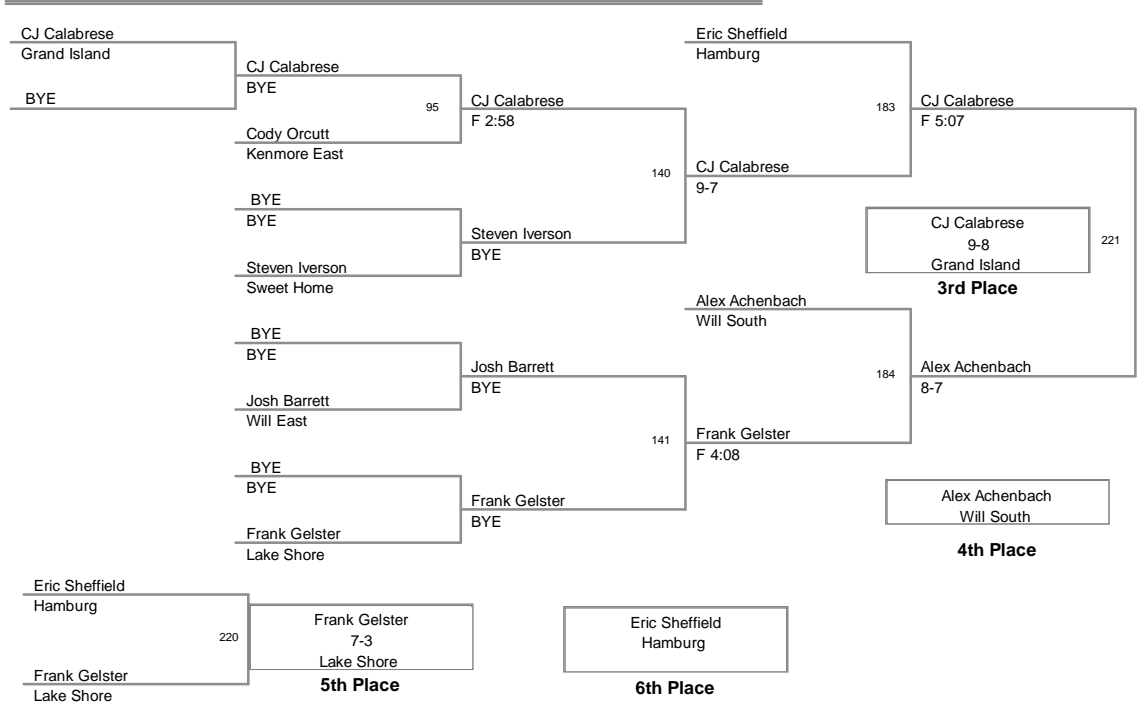 CJ Calabrese
Grand Island
BYE
CJ Calabrese
BYE
95
Cody Orcutt
Kenmore East
CJ Calabrese
F 2:58
BYE
BYE
Steven Iverson
Sweet Home
Steven Iverson
BYE
140
CJ Calabrese
9-7
Eric Sheffield
Hamburg
183
CJ Calabrese
F 5:07
CJ Calabrese
9-8
Grand Island
3rd Place
221
BYE
BYE
Josh Barrett
Will East
Josh Barrett
BYE
141
BYE
BYE
Frank Gelster
Lake Shore
Frank Gelster
BYE
Frank Gelster
F 4:08
Alex Achenbach
Will South
184
Alex Achenbach
8-7
Alex Achenbach
Will South
4th Place
Eric Sheffield
Hamburg
220
Frank Gelster
Lake Shore
Frank Gelster
7-3
Lake Shore
5th Place
Eric Sheffield
Hamburg
6th Place